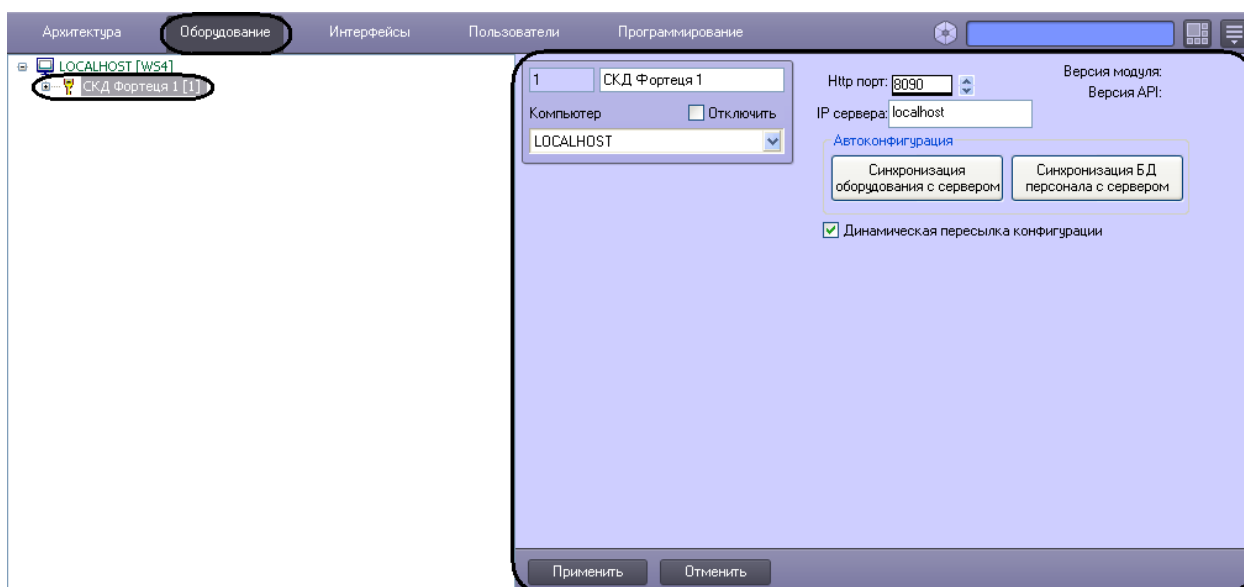 Архитектура Оборудование Интерфейсы Пользователи Программирование
LOCALHOST [WS4]
СКД Фортеця 1 [1]
1 СКД Фортеця 1
Компьютер Отключить
LOCALHOST
Http порт: 8090
IP сервера: localhost
Версия модуля:
Версия API:
Автоконфигурация
Синхронизация
оборудования с сервером
Синхронизация БД
персонала с сервером
Динамическая пересылка конфигурации
Применить Отменить